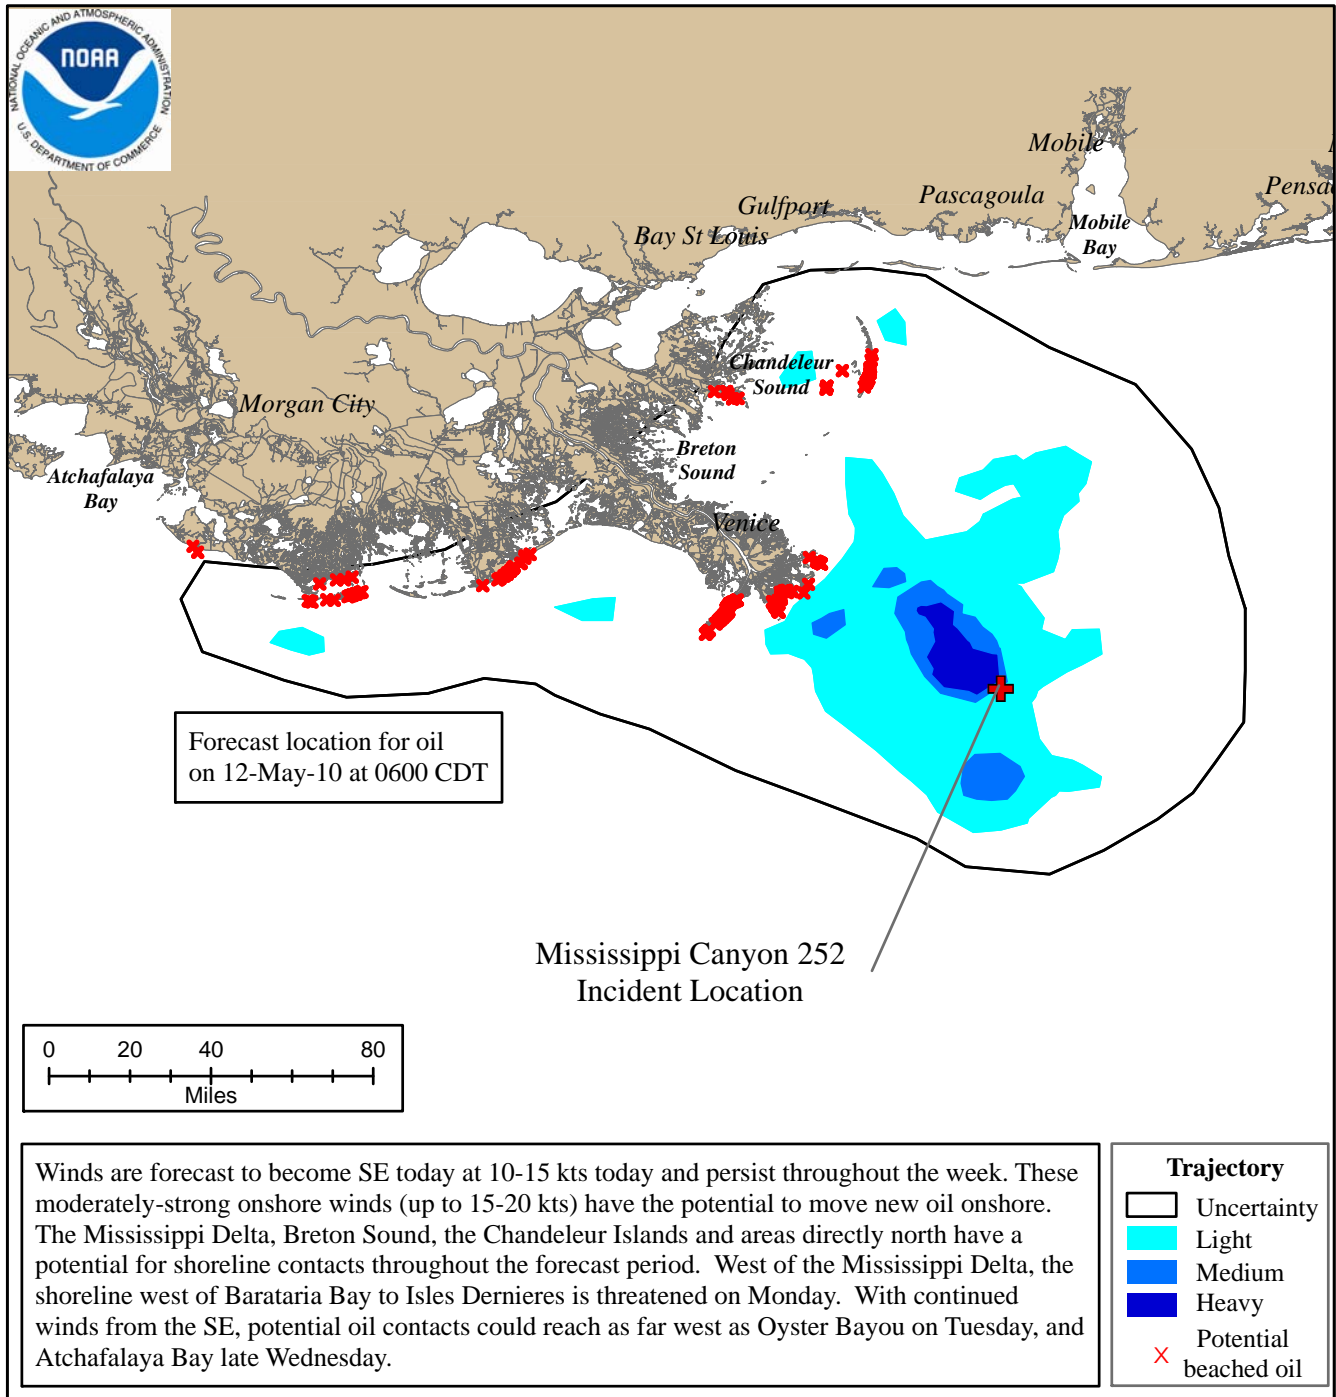 NATIONAL OCEANIC AND ATMOSPHERIC ADMINISTRATION
NOAA
U.S. DEPARTMENT OF COMMERCE
Mobile
Pascagoula
Gulfport
Bay St Louis
Mobile
Bay
Chandeleur
Sound
Morgan City
Breton
Sound
Atchafalaya
Bay
Venice
Forecast location for oil
on 12-May-10 at 0600 CDT
Mississippi Canyon 252
Incident Location
0 20 40 80
Miles
Winds are forecast to become SE today at 10-15 kts today and persist throughout the week. These
moderately-strong onshore winds (up to 15-20 kts) have the potential to move new oil onshore.
The Mississippi Delta, Breton Sound, the Chandeleur Islands and areas directly north have a
potential for shoreline contacts throughout the forecast period. West of the Mississippi Delta, the
shoreline west of Barataria Bay to Isles Dernieres is threatened on Monday. With continued
winds from the SE, potential oil contacts could reach as far west as Oyster Bayou on Tuesday, and
Atchafalaya Bay late Wednesday.
Trajectory
Uncertainty
Light
Medium
Heavy
Potential
beached oil